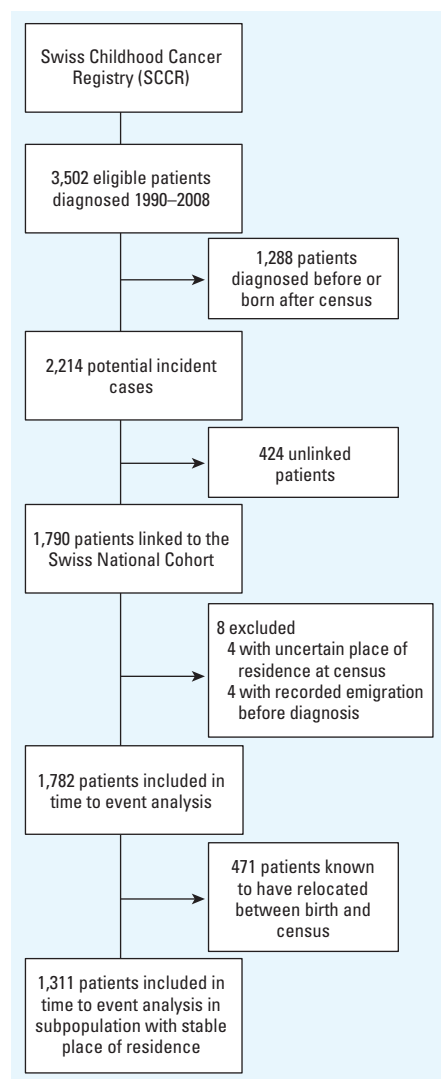 Swiss Childhood Cancer
Registry (SCCR)
3,502 eligible patients
diagnosed 1990–2008
1,288 patients
diagnosed before or
born after census
2,214 potential incident
cases
424 unlinked
patients
1,790 patients linked to the
Swiss National Cohort
8 excluded
4 with uncertain place of
residence at census
4 with recorded emigration
before diagnosis
1,782 patients included in
time to event analysis
471 patients known
to have relocated
between birth and
census
1,311 patients included in
time to event analysis in
subpopulation with stable
place of residence